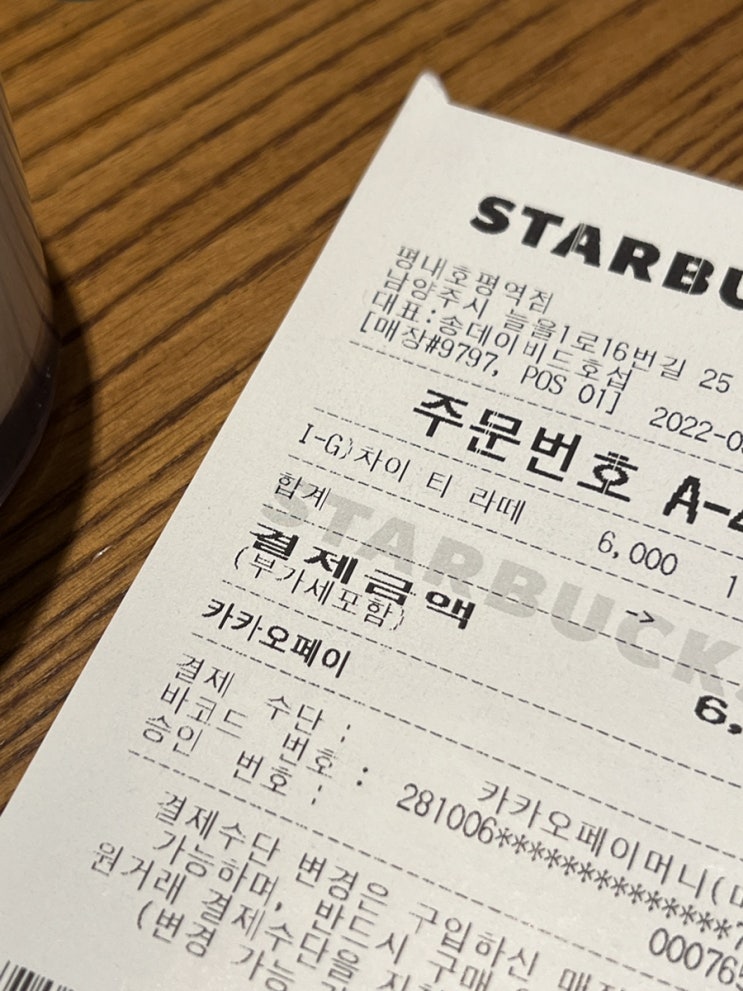 STARBU
평내호평역점
남양주시 늘을1로16번길 25
대표:송데이비드호섭
[매장#9797, POS 01] 2022-0
주문번호 A-4
I-G)차이 티 라떼 6,000 1
합계 ->
STARBUCK
결제금액 6,
(부가세포함)
카카오페이
결제 수단 : 카카오페이머니(
바코드 번호 : 281006**************7
승인 번호 : 000765
결제수단 변경은 구입하신 매
가능하며, 반드시 구매
원거래 결제수단을
(변경 가능